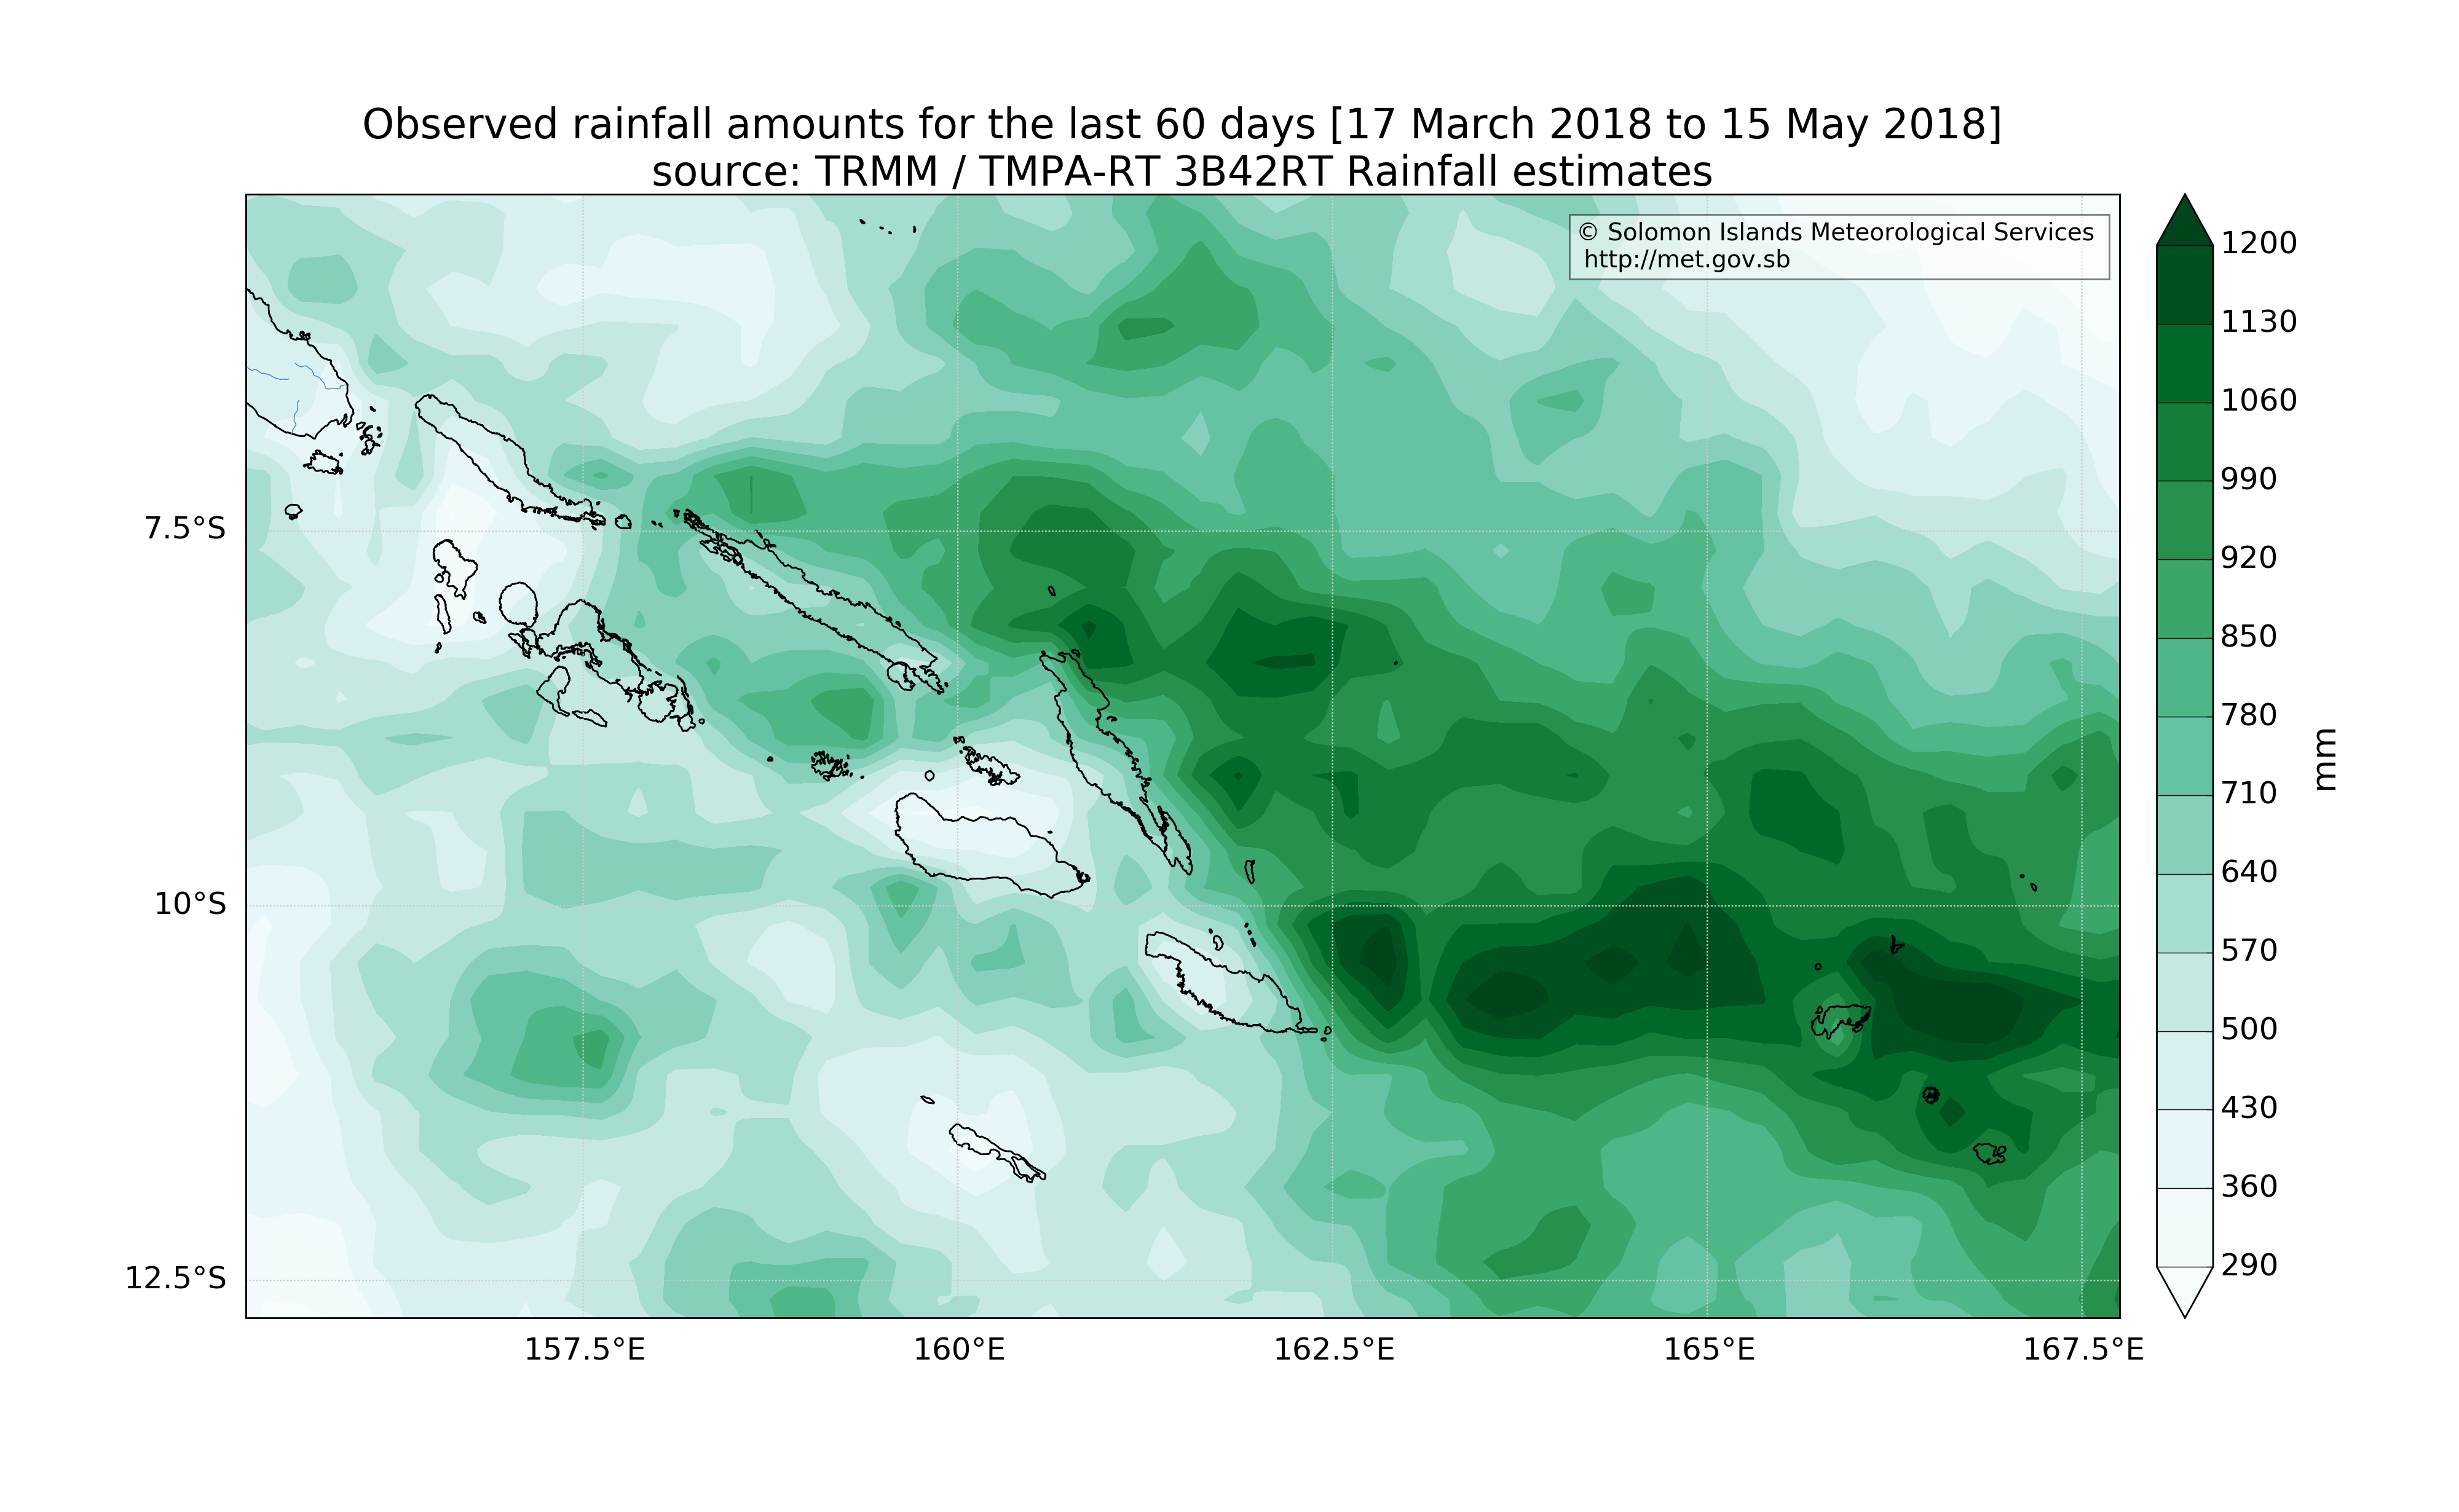 Observed rainfall amounts for the last 60 days [17 March 2018 to 15 May 2018]
source: TRMM / TMPA-RT 3B42RT Rainfall estimates
© Solomon Islands Meteorological Services
http://met.gov.sb
7.5°S
10°S
12.5°S
157.5°E
160°E
162.5°E
165°E
167.5°E
1200
1130
1060
990
920
850
780
710
640
570
500
430
360
290
mm